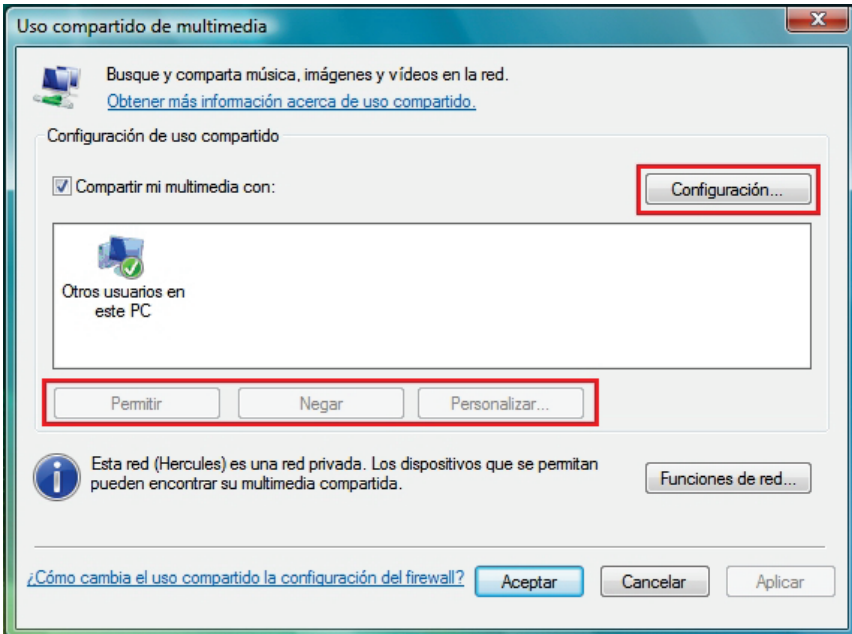 Uso compartido de multimedia
Busque y comparta música, imágenes y vídeos en la red.
Obtener más información acerca de uso compartido.
Configuración de uso compartido
Compartir mi multimedia con:
Configuración...
Otros usuarios en
este PC
Permitir
Negar
Personalizar...
Esta red (Hercules) es una red privada. Los dispositivos que se permitan
pueden encontrar su multimedia compartida.
Funciones de red...
¿Cómo cambia el uso compartido la configuración del firewall?
Aceptar
Cancelar
Aplicar